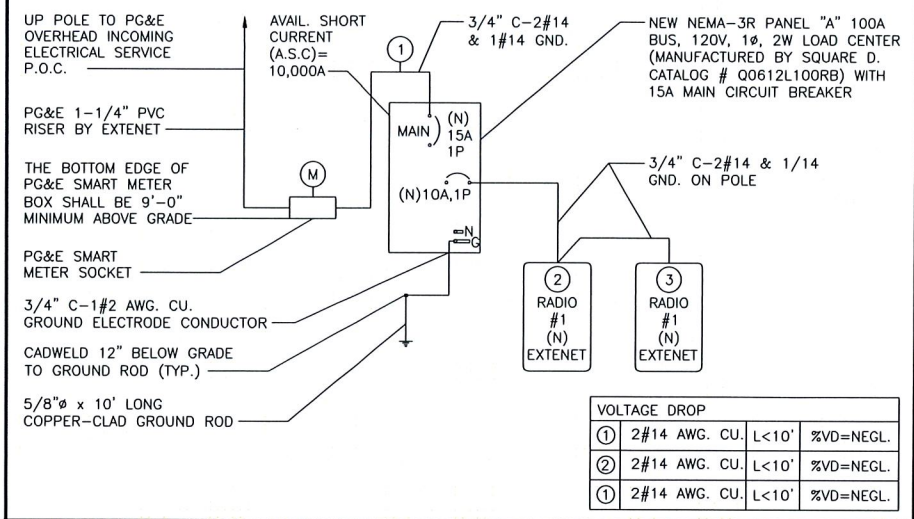 UP POLE TO PG&E
OVERHEAD INCOMING
ELECTRICAL SERVICE
P.O.C.
PG&E 1-1/4" PVC
RISER BY EXTENET
THE BOTTOM EDGE OF
PG&E SMART METER
BOX SHALL BE 9'-0"
MINIMUM ABOVE GRADE
PG&E SMART
METER SOCKET
3/4" C-1#2 AWG. CU.
GROUND ELECTRODE CONDUCTOR
CADWELD 12" BELOW GRADE
TO GROUND ROD (TYP.)
5/8"ø x 10' LONG
COPPER-CLAD GROUND ROD
M
AVAIL. SHORT
CURRENT
(A.S.C)=
10,000A
1
3/4" C-2#14
& 1#14 GND.
NEW NEMA-3R PANEL "A" 100A
BUS, 120V, 1ø, 2W LOAD CENTER
(MANUFACTURED BY SQUARE D.
CATALOG # Q0612L100RB) WITH
15A MAIN CIRCUIT BREAKER
MAIN
(N)
15A
1P
(N)10A,1P
N
G
3/4" C-2#14 & 1/14
GND. ON POLE
2
RADIO
#1
(N)
EXTENET
3
RADIO
#1
(N)
EXTENET
VOLTAGE DROP
1 2#14 AWG. CU. L<10' %VD=NEGL.
2 2#14 AWG. CU. L<10' %VD=NEGL.
1 2#14 AWG. CU. L<10' %VD=NEGL.